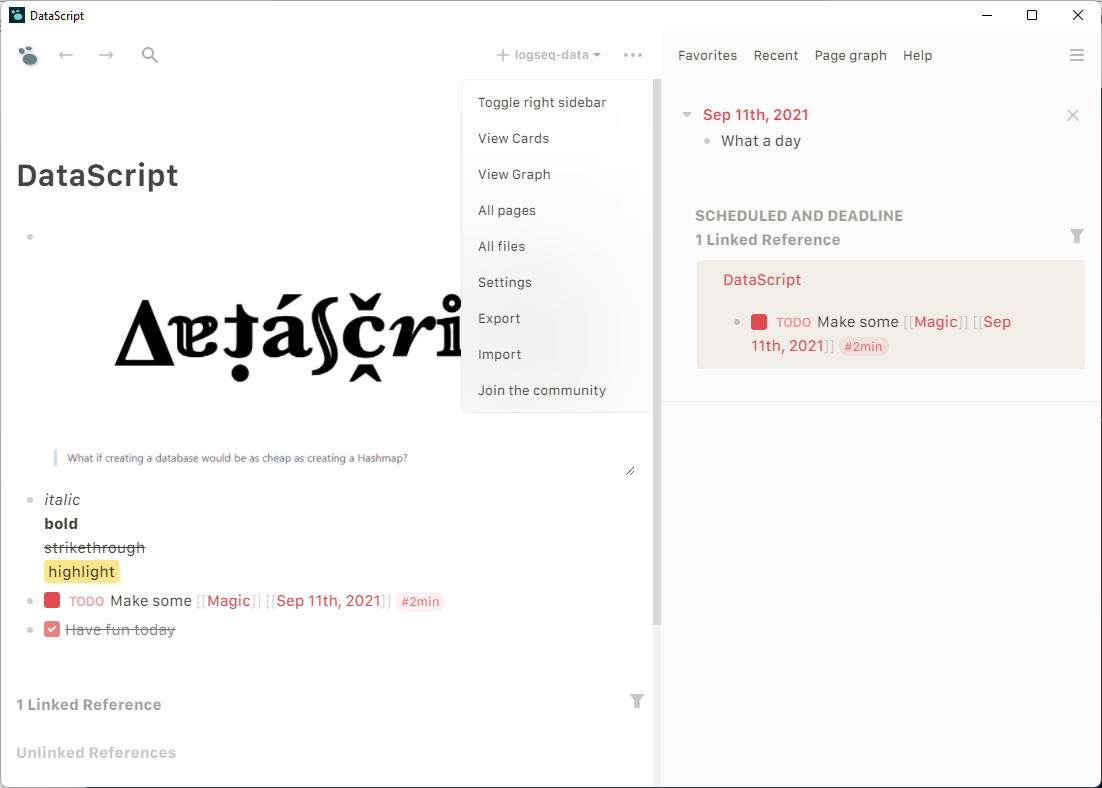 DataScript
logseq-data
Favorites Recent Page graph Help
Toggle right sidebar
View Cards
View Graph
All pages
All files
Settings
Export
Import
Join the community
DataScript
What if creating a database would be as cheap as creating a Hashmap?
italic
bold
strikethrough
highlight
TODO Make some [[Magic]] [[Sep 11th, 2021]] #2min
Have fun today
1 Linked Reference
Unlinked References
Sep 11th, 2021
What a day
SCHEDULED AND DEADLINE
1 Linked Reference
DataScript
TODO Make some [[Magic]] [[Sep
11th, 2021]] #2min